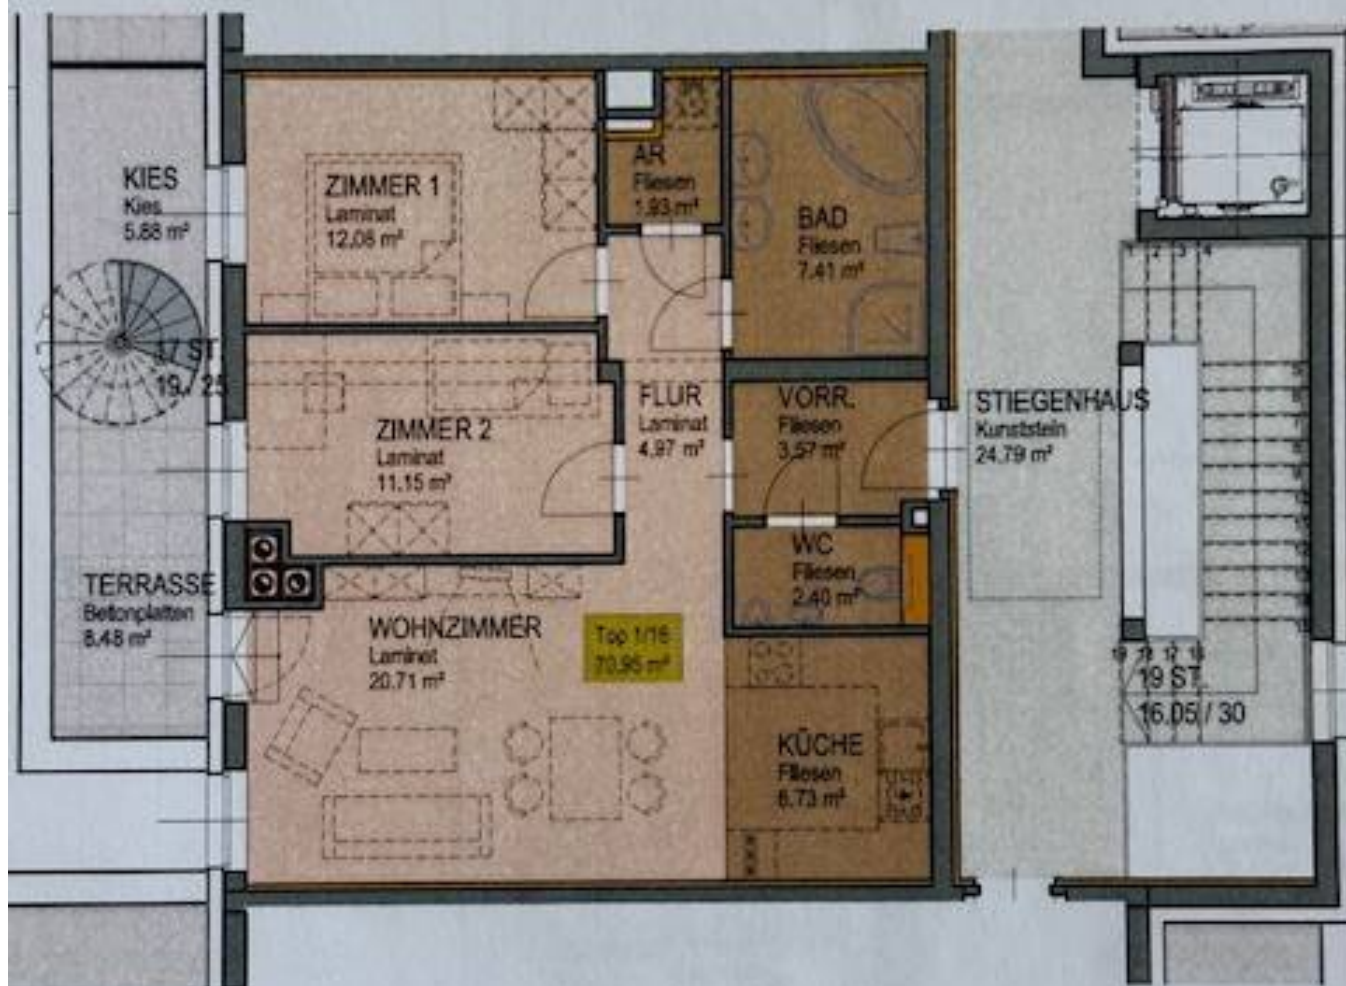 KIES
Kies
5.88 m²
ZIMMER 1
Laminat
12.08 m²
AR
Fliesen
1.93 m²
BAD
Fliesen
7.41 m²
17 ST.
19 / 25
ZIMMER 2
Laminat
11.15 m²
FLUR
Laminat
4.97 m²
VORR.
Fliesen
3.57 m²
STIEGENHAUS
Kunststein
24.79 m²
1 2 3 4
WC
Fliesen
2.40 m²
TERRASSE
Betonplatten
8.48 m²
WOHNZIMMER
Laminat
20.71 m²
Top 1/16
70.95 m²
19 ST.
16.05 / 30
KÜCHE
Fliesen
6.73 m²